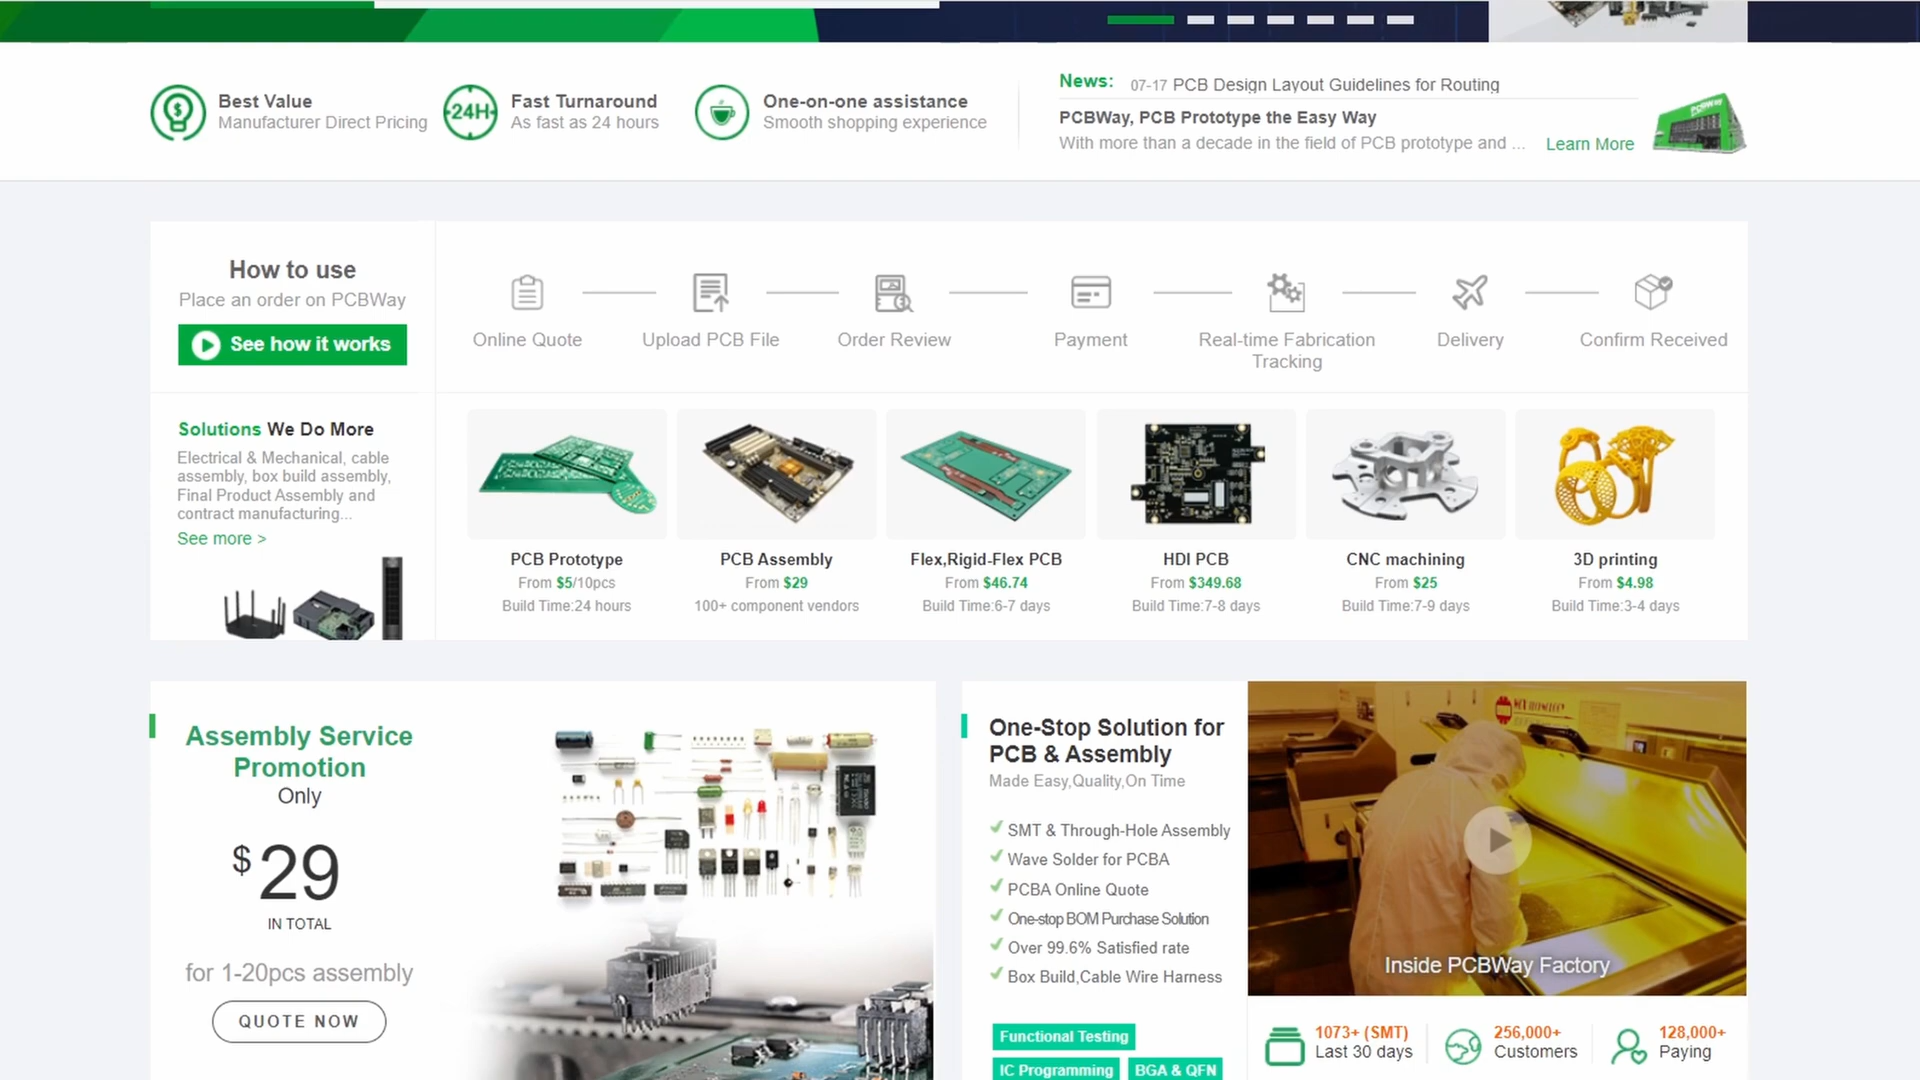 Best Value
Manufacturer Direct Pricing
24H
Fast Turnaround
As fast as 24 hours
One-on-one assistance
Smooth shopping experience
News: 07-17 PCB Design Layout Guidelines for Routing
PCBWay, PCB Prototype the Easy Way
With more than a decade in the field of PCB prototype and ... Learn More
PCBWay
How to use
Place an order on PCBWay
See how it works
Online Quote
Upload PCB File
Order Review
Payment
Real-time Fabrication
Tracking
Delivery
Confirm Received
Solutions We Do More
Electrical & Mechanical, cable
assembly, box build assembly,
Final Product Assembly and
contract manufacturing...
See more >
PCB Prototype
From $5/10pcs
Build Time:24 hours
PCB Assembly
From $29
100+ component vendors
Flex,Rigid-Flex PCB
From $46.74
Build Time:6-7 days
HDI PCB
From $349.68
Build Time:7-8 days
CNC machining
From $25
Build Time:7-9 days
3D printing
From $4.98
Build Time:3-4 days
Assembly Service
Promotion
Only
$29
IN TOTAL
for 1-20pcs assembly
QUOTE NOW
One-Stop Solution for
PCB & Assembly
Made Easy,Quality,On Time
SMT & Through-Hole Assembly
Wave Solder for PCBA
PCBA Online Quote
One-stop BOM Purchase Solution
Over 99.6% Satisfied rate
Box Build,Cable Wire Harness
Functional Testing
IC Programming
BGA & QFN
Inside PCBWay Factory
1073+ (SMT)
Last 30 days
256,000+
Customers
128,000+
Paying